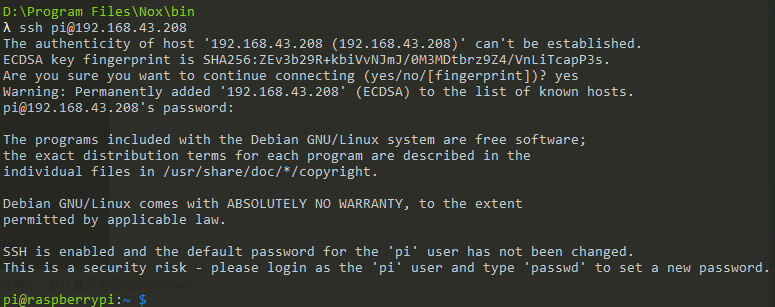 D:\Program Files\Nox\bin
λ ssh pi@192.168.43.208
The authenticity of host '192.168.43.208 (192.168.43.208)' can't be established.
ECDSA key fingerprint is SHA256:ZEv3b29R+kbiVvNJmJ/0M3MDtbrz9Z4/VnLiTcapP3s.
Are you sure you want to continue connecting (yes/no/[fingerprint])? yes
Warning: Permanently added '192.168.43.208' (ECDSA) to the list of known hosts.
pi@192.168.43.208's password:
The programs included with the Debian GNU/Linux system are free software;
the exact distribution terms for each program are described in the
individual files in /usr/share/doc/*/copyright.
Debian GNU/Linux comes with ABSOLUTELY NO WARRANTY, to the extent
permitted by applicable law.
SSH is enabled and the default password for the 'pi' user has not been changed.
This is a security risk - please login as the 'pi' user and type 'passwd' to set a new password.
pi@raspberrypi:~ $